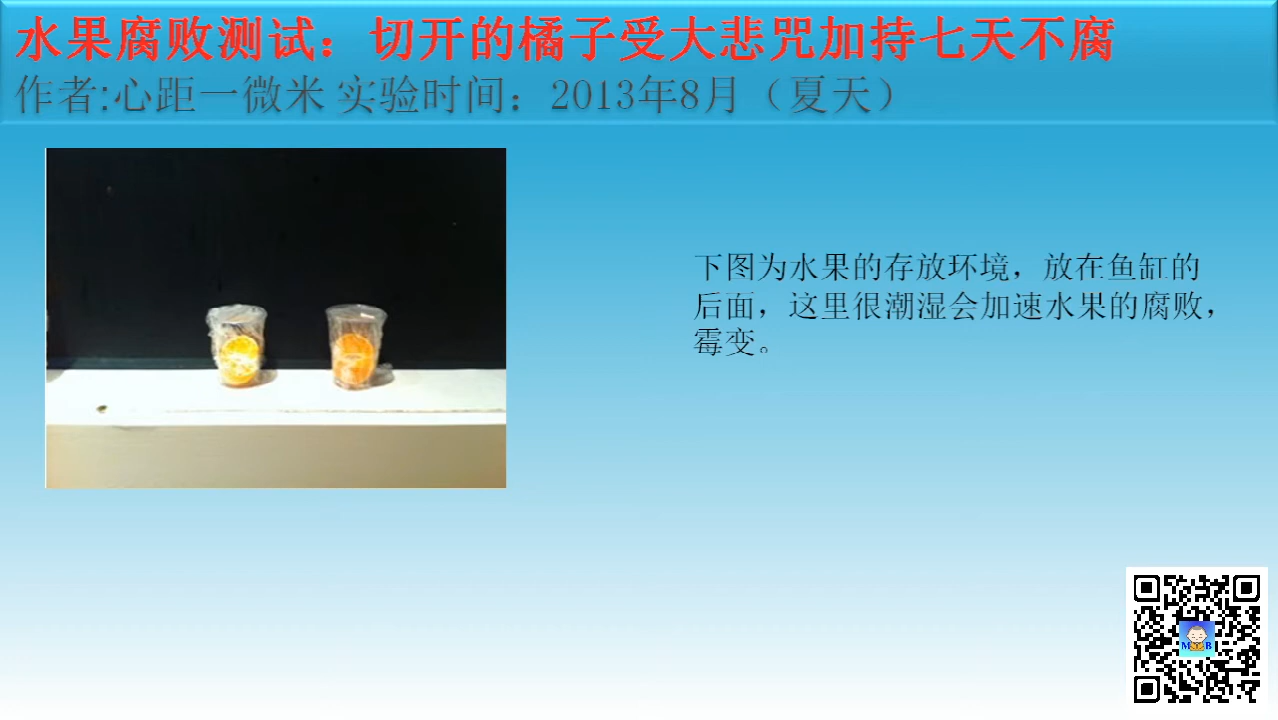 水果腐败测试：切开的橘子受大悲咒加持七天不腐
作者:心距一微米 实验时间：2013年8月（夏天）
下图为水果的存放环境，放在鱼缸的
后面，这里很潮湿会加速水果的腐败，
霉变。
M B